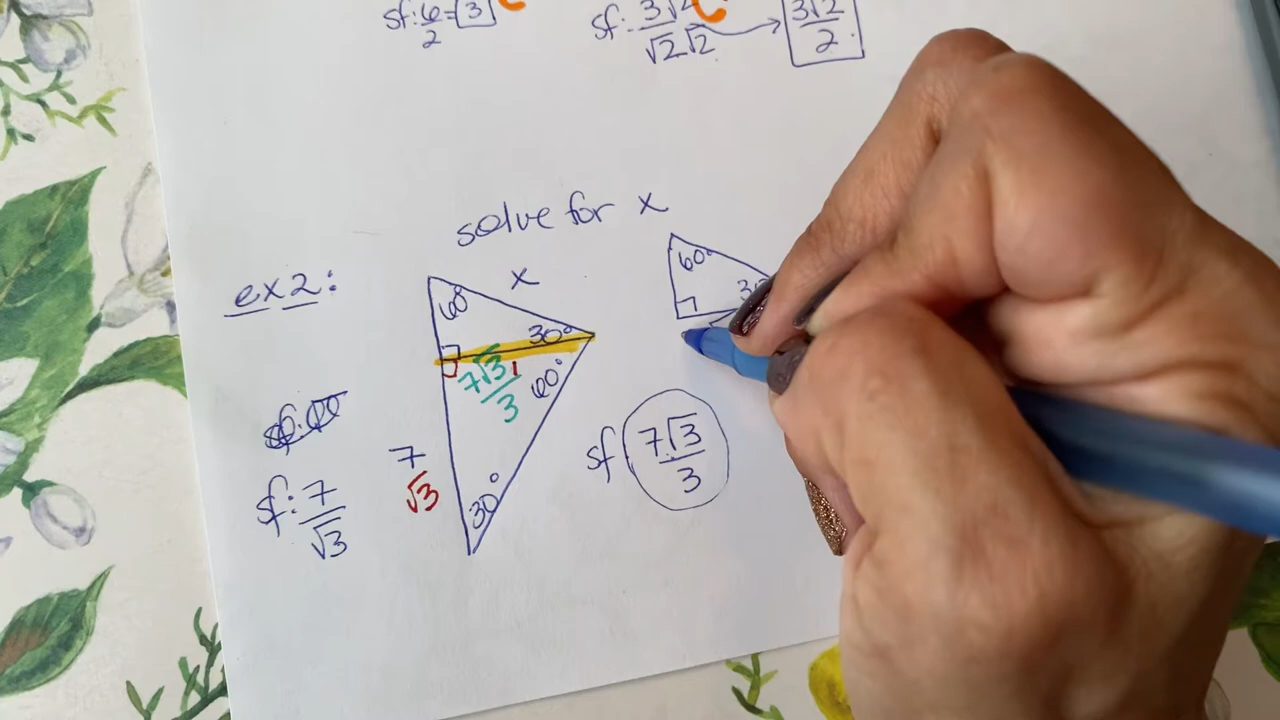 sf: 6/2 = 3
sf: 3√2/√2√2 → 3√2/2
solve for x
ex2:
60°
x
30°
7√3/3
1
60°
7
√3
30°
sf: 7/√3
sf 7√3/3
60°